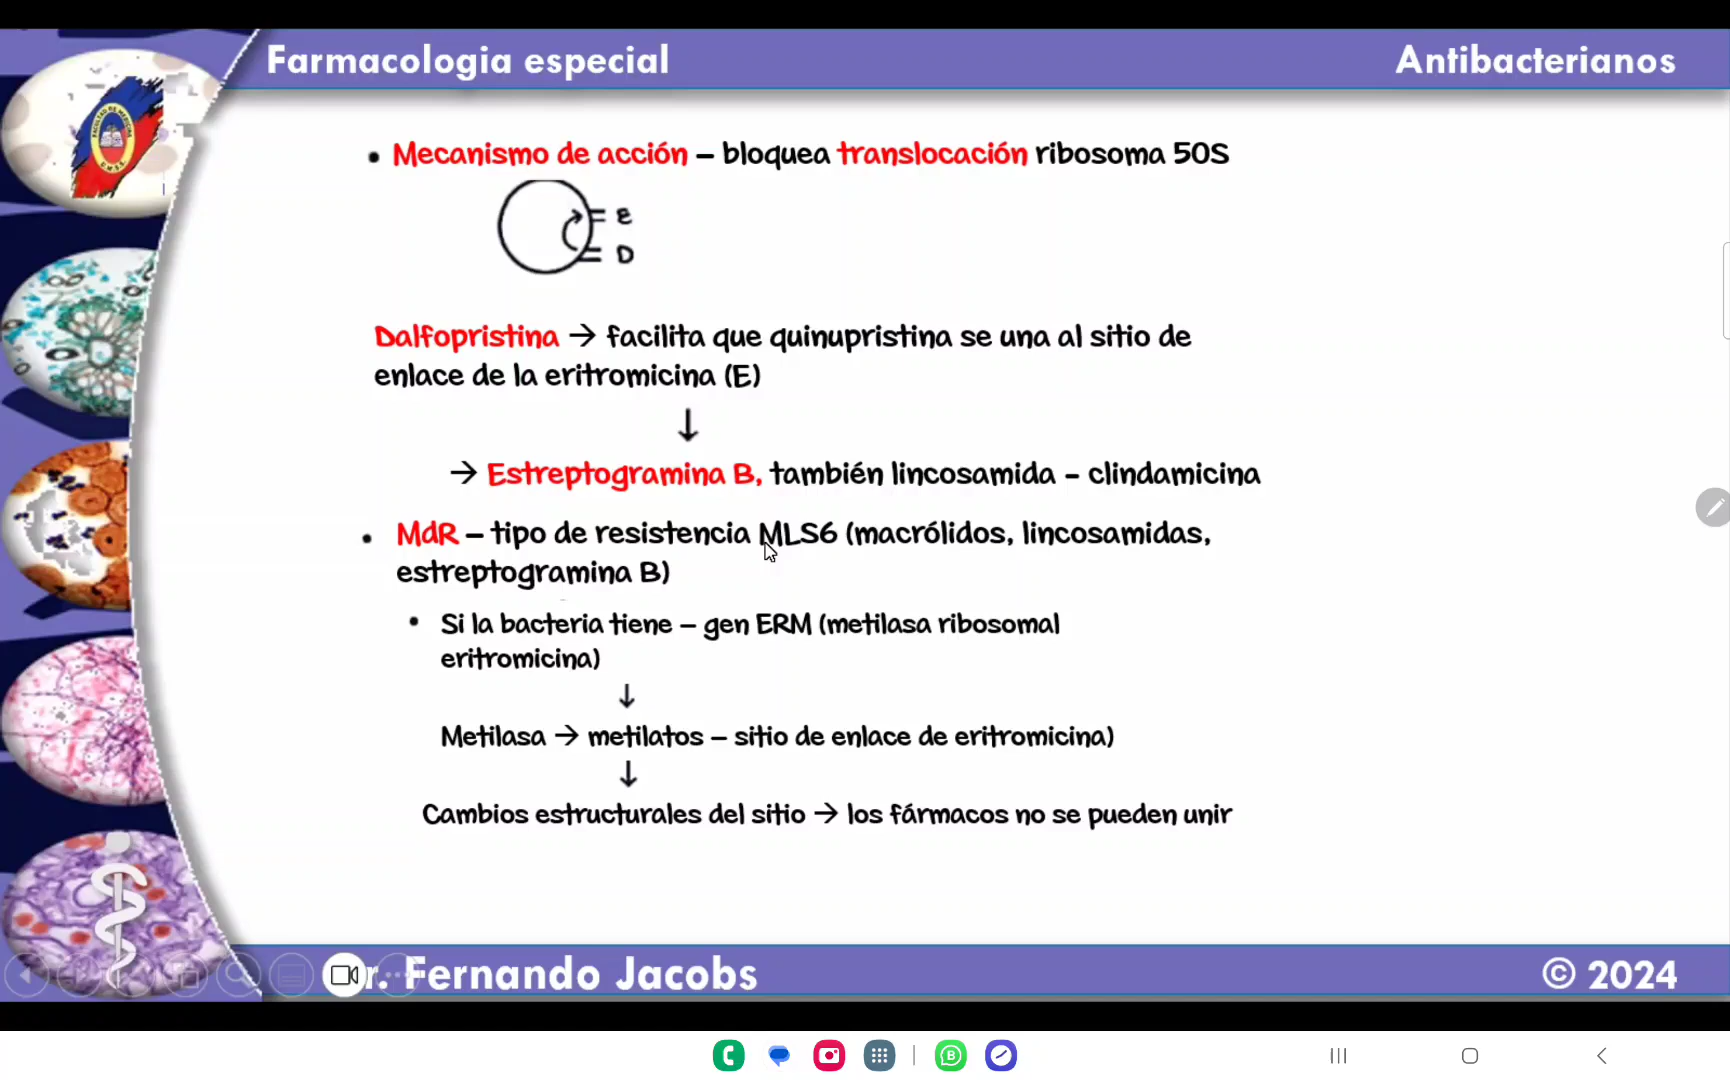 Farmacologia especial
Antibacterianos
• Mecanismo de acción – bloquea translocación ribosoma 50S
E
D
Dalfopristina → facilita que quinupristina se una al sitio de
enlace de la eritromicina (E)
↓
→ Estreptogramina B, también lincosamida – clindamicina
• MdR – tipo de resistencia MLS6 (macrólidos, lincosamidas,
estreptogramina B)
• Si la bacteria tiene – gen ERM (metilasa ribosomal
eritromicina)
↓
Metilasa → metilatos – sitio de enlace de eritromicina)
↓
Cambios estructurales del sitio → los fármacos no se pueden unir
r. Fernando Jacobs
© 2024